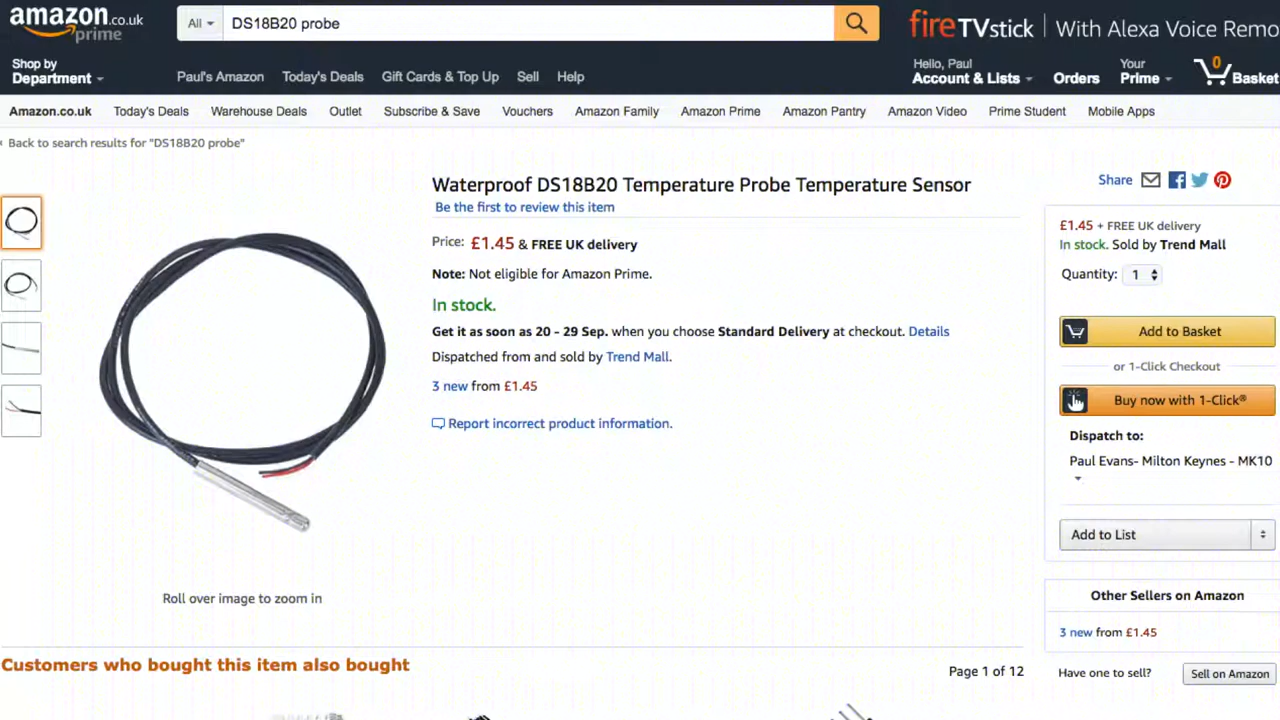 amazon.co.uk
prime
All
DS18B20 probe
fireTVstick
With Alexa Voice Remo
Shop by
Department
Paul's Amazon
Today's Deals
Gift Cards & Top Up
Sell
Help
Hello, Paul
Account & Lists
Orders
Your
Prime
0
Basket
Amazon.co.uk
Today's Deals
Warehouse Deals
Outlet
Subscribe & Save
Vouchers
Amazon Family
Amazon Prime
Amazon Pantry
Amazon Video
Prime Student
Mobile Apps
Back to search results for "DS18B20 probe"
Waterproof DS18B20 Temperature Probe Temperature Sensor
Be the first to review this item
Price: £1.45 & FREE UK delivery
Note: Not eligible for Amazon Prime.
In stock.
Get it as soon as 20 - 29 Sep. when you choose Standard Delivery at checkout. Details
Dispatched from and sold by Trend Mall.
3 new from £1.45
Report incorrect product information.
Roll over image to zoom in
Share
£1.45 + FREE UK delivery
In stock. Sold by Trend Mall
Quantity: 1
Add to Basket
or 1-Click Checkout
Buy now with 1-Click®
Dispatch to:
Paul Evans- Milton Keynes - MK10
Add to List
Other Sellers on Amazon
3 new from £1.45
Have one to sell?
Sell on Amazon
Customers who bought this item also bought
Page 1 of 12